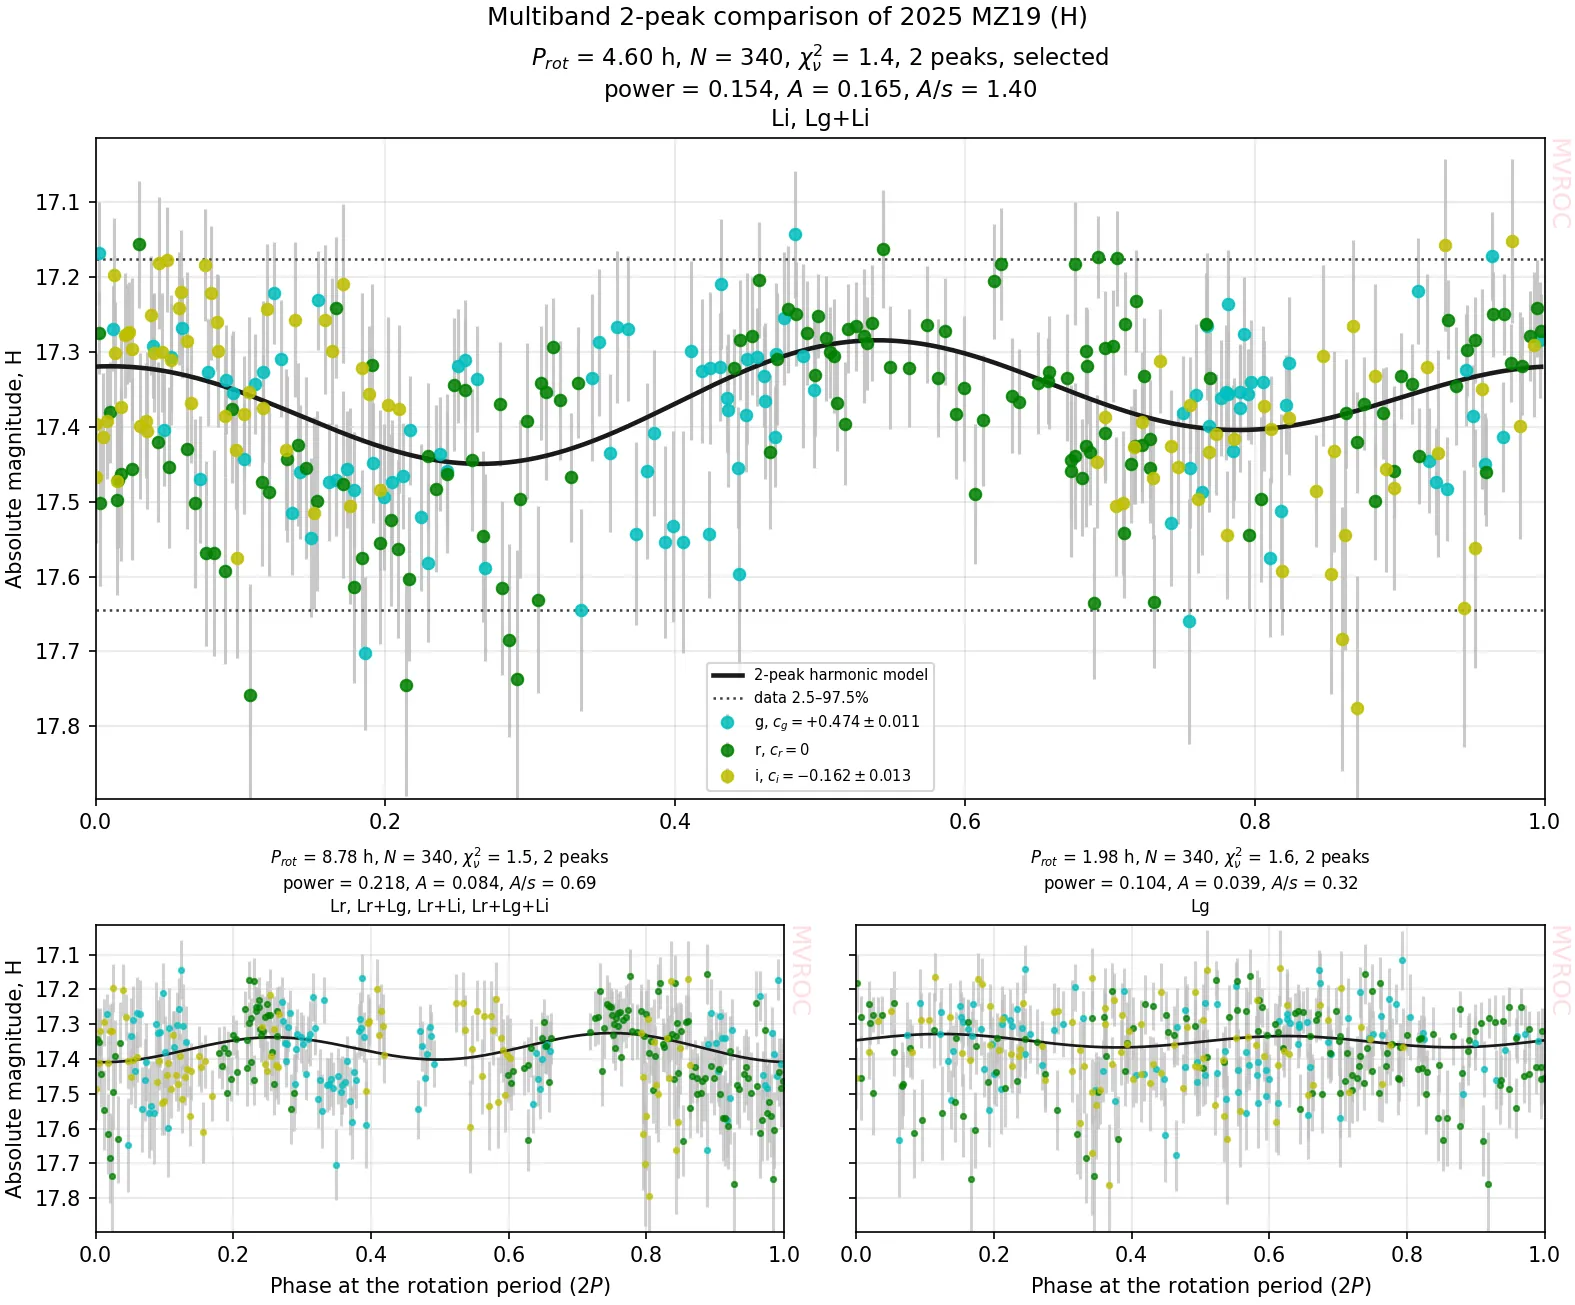 Multiband 2-peak comparison of 2025 MZ19 (H)
P_rot = 4.60 h, N = 340, χ²_ν = 1.4, 2 peaks, selected
power = 0.154, A = 0.165, A/s = 1.40
Li, Lg+Li
MVROC
Absolute magnitude, H
17.1
17.2
17.3
17.4
17.5
17.6
17.7
17.8
2-peak harmonic model
data 2.5–97.5%
g, c_g = +0.474 ± 0.011
r, c_r = 0
i, c_i = −0.162 ± 0.013
0.0 0.2 0.4 0.6 0.8 1.0
P_rot = 8.78 h, N = 340, χ²_ν = 1.5, 2 peaks
power = 0.218, A = 0.084, A/s = 0.69
Lr, Lr+Lg, Lr+Li, Lr+Lg+Li
MVROC
Absolute magnitude, H
17.1
17.2
17.3
17.4
17.5
17.6
17.7
17.8
0.0 0.2 0.4 0.6 0.8 1.0
Phase at the rotation period (2P)
P_rot = 1.98 h, N = 340, χ²_ν = 1.6, 2 peaks
power = 0.104, A = 0.039, A/s = 0.32
Lg
MVROC
0.0 0.2 0.4 0.6 0.8 1.0
Phase at the rotation period (2P)